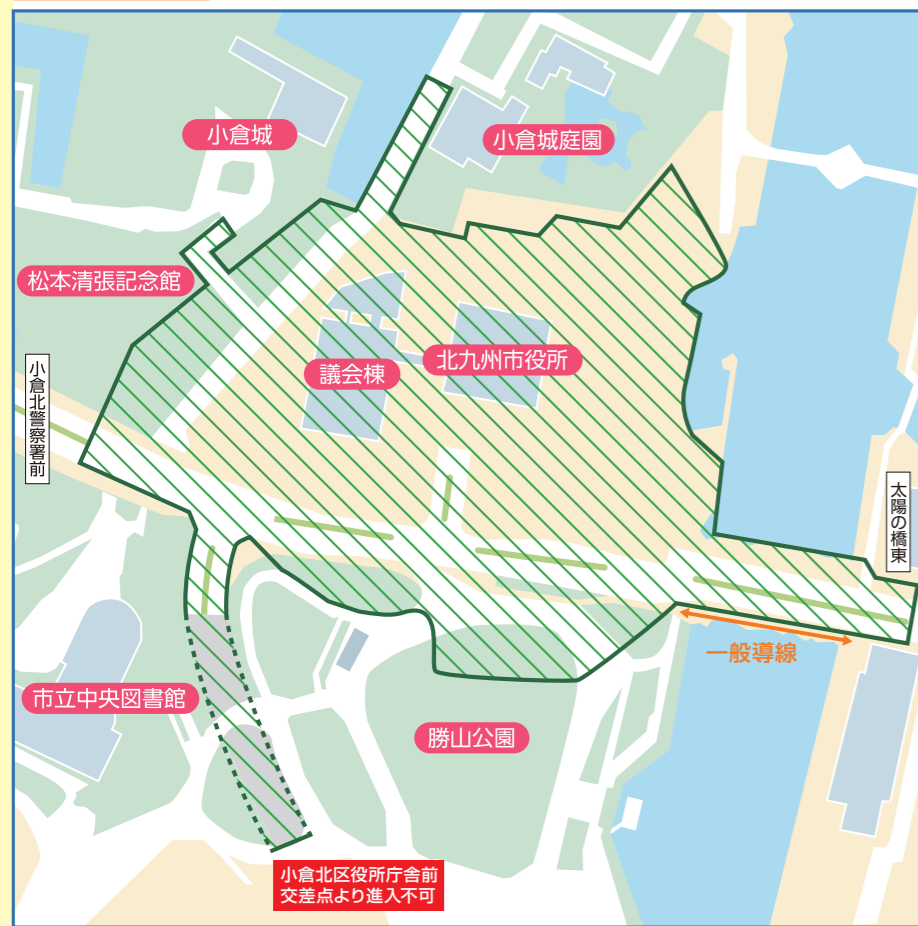 小倉城
小倉城庭園
松本清張記念館
議会棟
北九州市役所
小倉北警察署前
太陽の橋東
一般導線
市立中央図書館
勝山公園
小倉北区役所庁舎前
交差点より進入不可